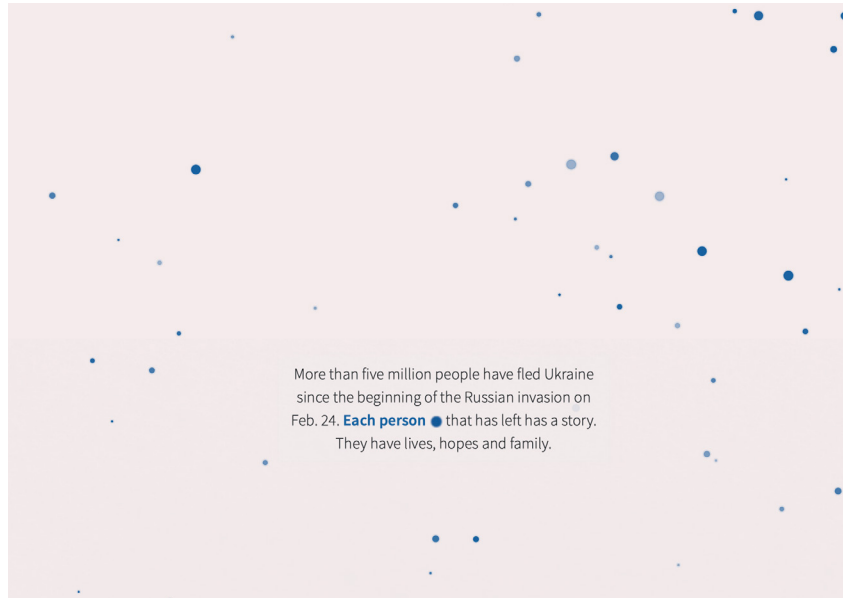 More than five million people have fled Ukraine
since the beginning of the Russian invasion on
Feb. 24. Each person that has left has a story.
They have lives, hopes and family.